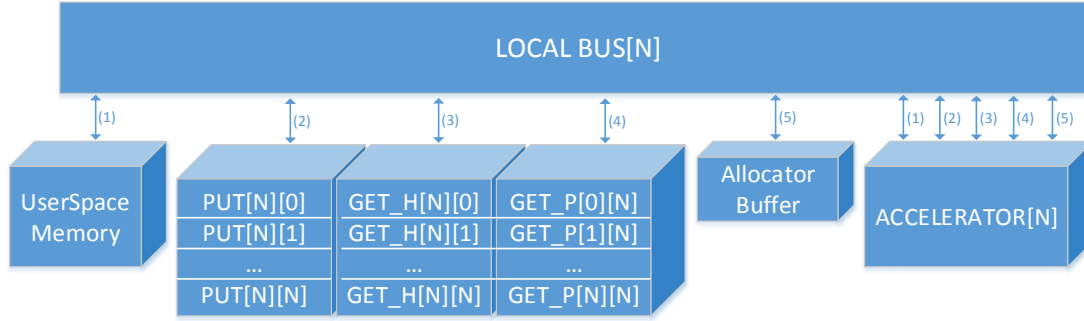 LOCAL BUS[N]
(1)
(2)
(3)
(4)
(5)
(1)
(2)
(3)
(4)
(5)
UserSpace
Memory
PUT[N][0]
PUT[N][1]
...
PUT[N][N]
GET_H[N][0]
GET_H[N][1]
...
GET_H[N][N]
GET_P[0][N]
GET_P[1][N]
...
GET_P[N][N]
Allocator
Buffer
ACCELERATOR[N]